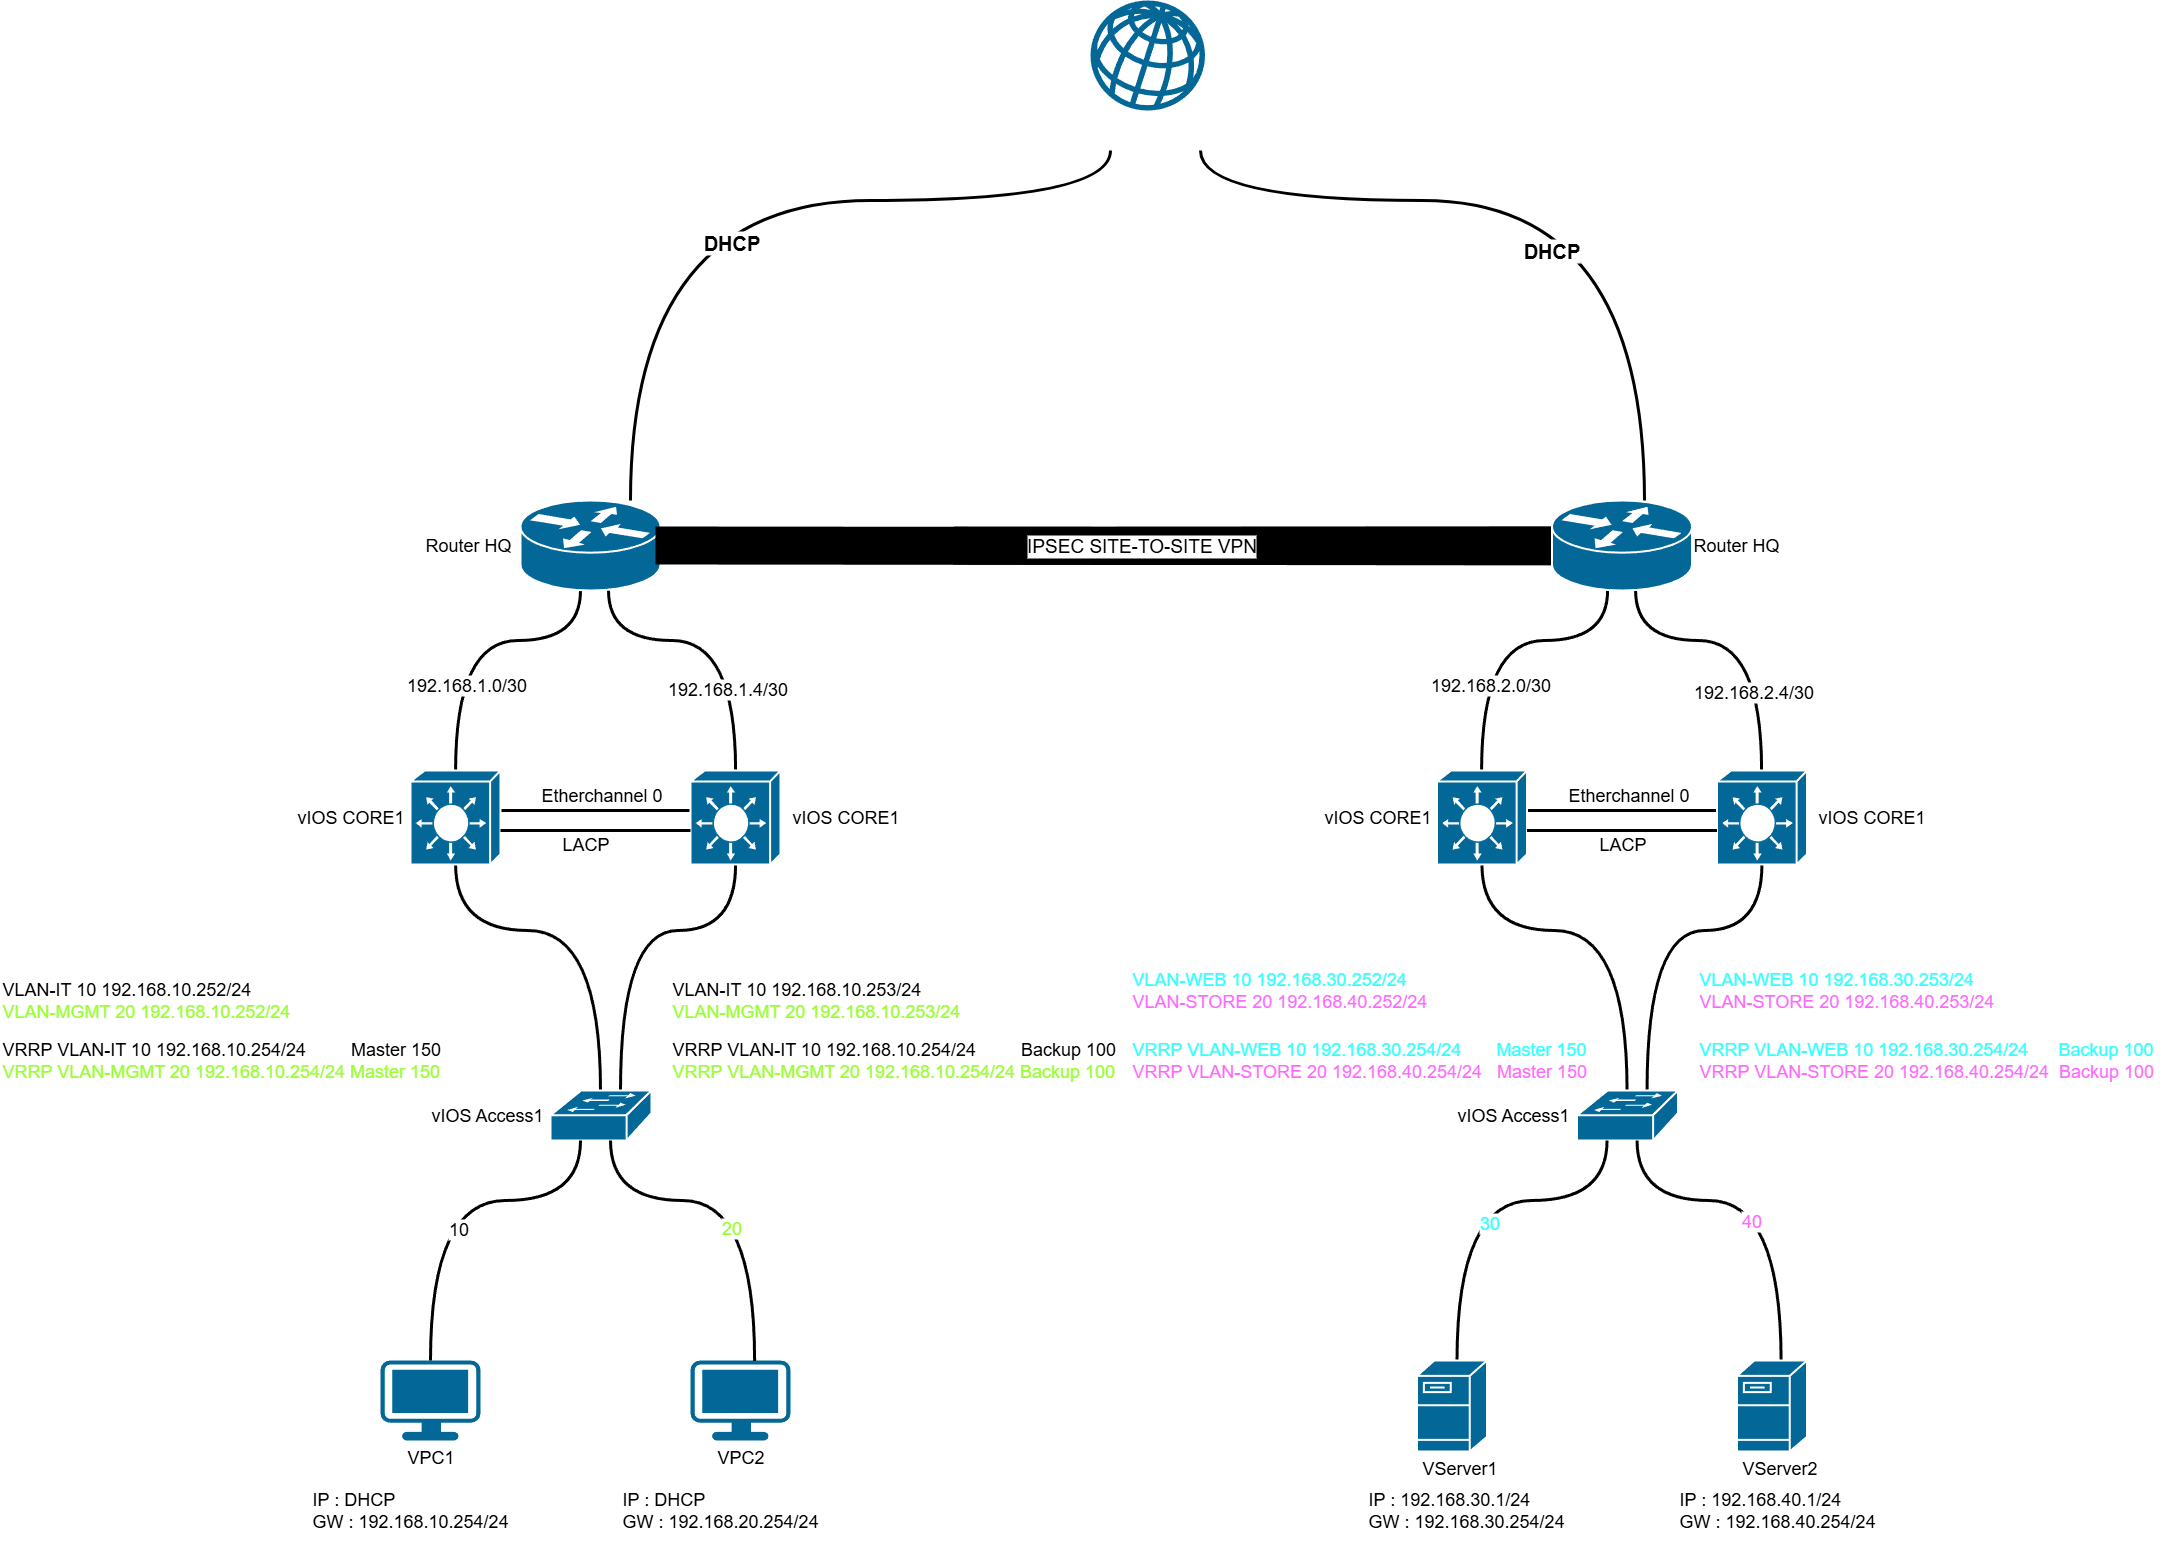 DHCP
DHCP
Router HQ
IPSEC SITE-TO-SITE VPN
Router HQ
192.168.1.0/30
192.168.1.4/30
192.168.2.0/30
192.168.2.4/30
vIOS CORE1
Etherchannel 0
LACP
vIOS CORE1
vIOS CORE1
Etherchannel 0
LACP
vIOS CORE1
VLAN-IT 10 192.168.10.252/24
VLAN-MGMT 20 192.168.10.252/24
VRRP VLAN-IT 10 192.168.10.254/24 Master 150
VRRP VLAN-MGMT 20 192.168.10.254/24 Master 150
VLAN-IT 10 192.168.10.253/24
VLAN-MGMT 20 192.168.10.253/24
VRRP VLAN-IT 10 192.168.10.254/24 Backup 100
VRRP VLAN-MGMT 20 192.168.10.254/24 Backup 100
VLAN-WEB 10 192.168.30.252/24
VLAN-STORE 20 192.168.40.252/24
VRRP VLAN-WEB 10 192.168.30.254/24 Master 150
VRRP VLAN-STORE 20 192.168.40.254/24 Master 150
VLAN-WEB 10 192.168.30.253/24
VLAN-STORE 20 192.168.40.253/24
VRRP VLAN-WEB 10 192.168.30.254/24 Backup 100
VRRP VLAN-STORE 20 192.168.40.254/24 Backup 100
vIOS Access1
vIOS Access1
10
20
30
40
VPC1
IP : DHCP
GW : 192.168.10.254/24
VPC2
IP : DHCP
GW : 192.168.20.254/24
VServer1
IP : 192.168.30.1/24
GW : 192.168.30.254/24
VServer2
IP : 192.168.40.1/24
GW : 192.168.40.254/24